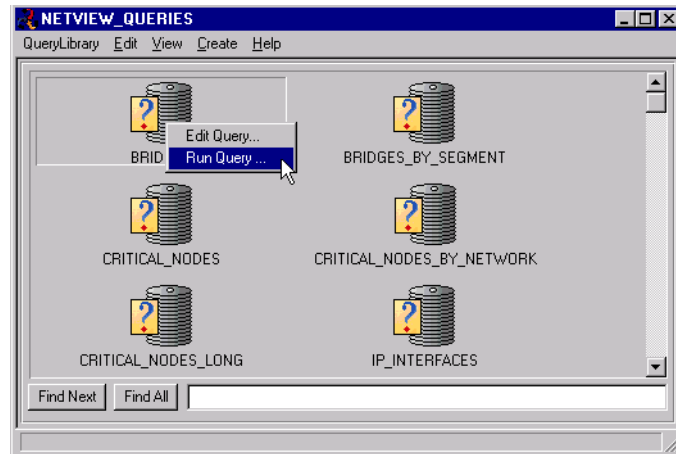 NETVIEW_QUERIES
QueryLibrary Edit View Create Help
Edit Query...
Run Query ...
BRID
BRIDGES_BY_SEGMENT
CRITICAL_NODES
CRITICAL_NODES_BY_NETWORK
CRITICAL_NODES_LONG
IP_INTERFACES
Find Next Find All